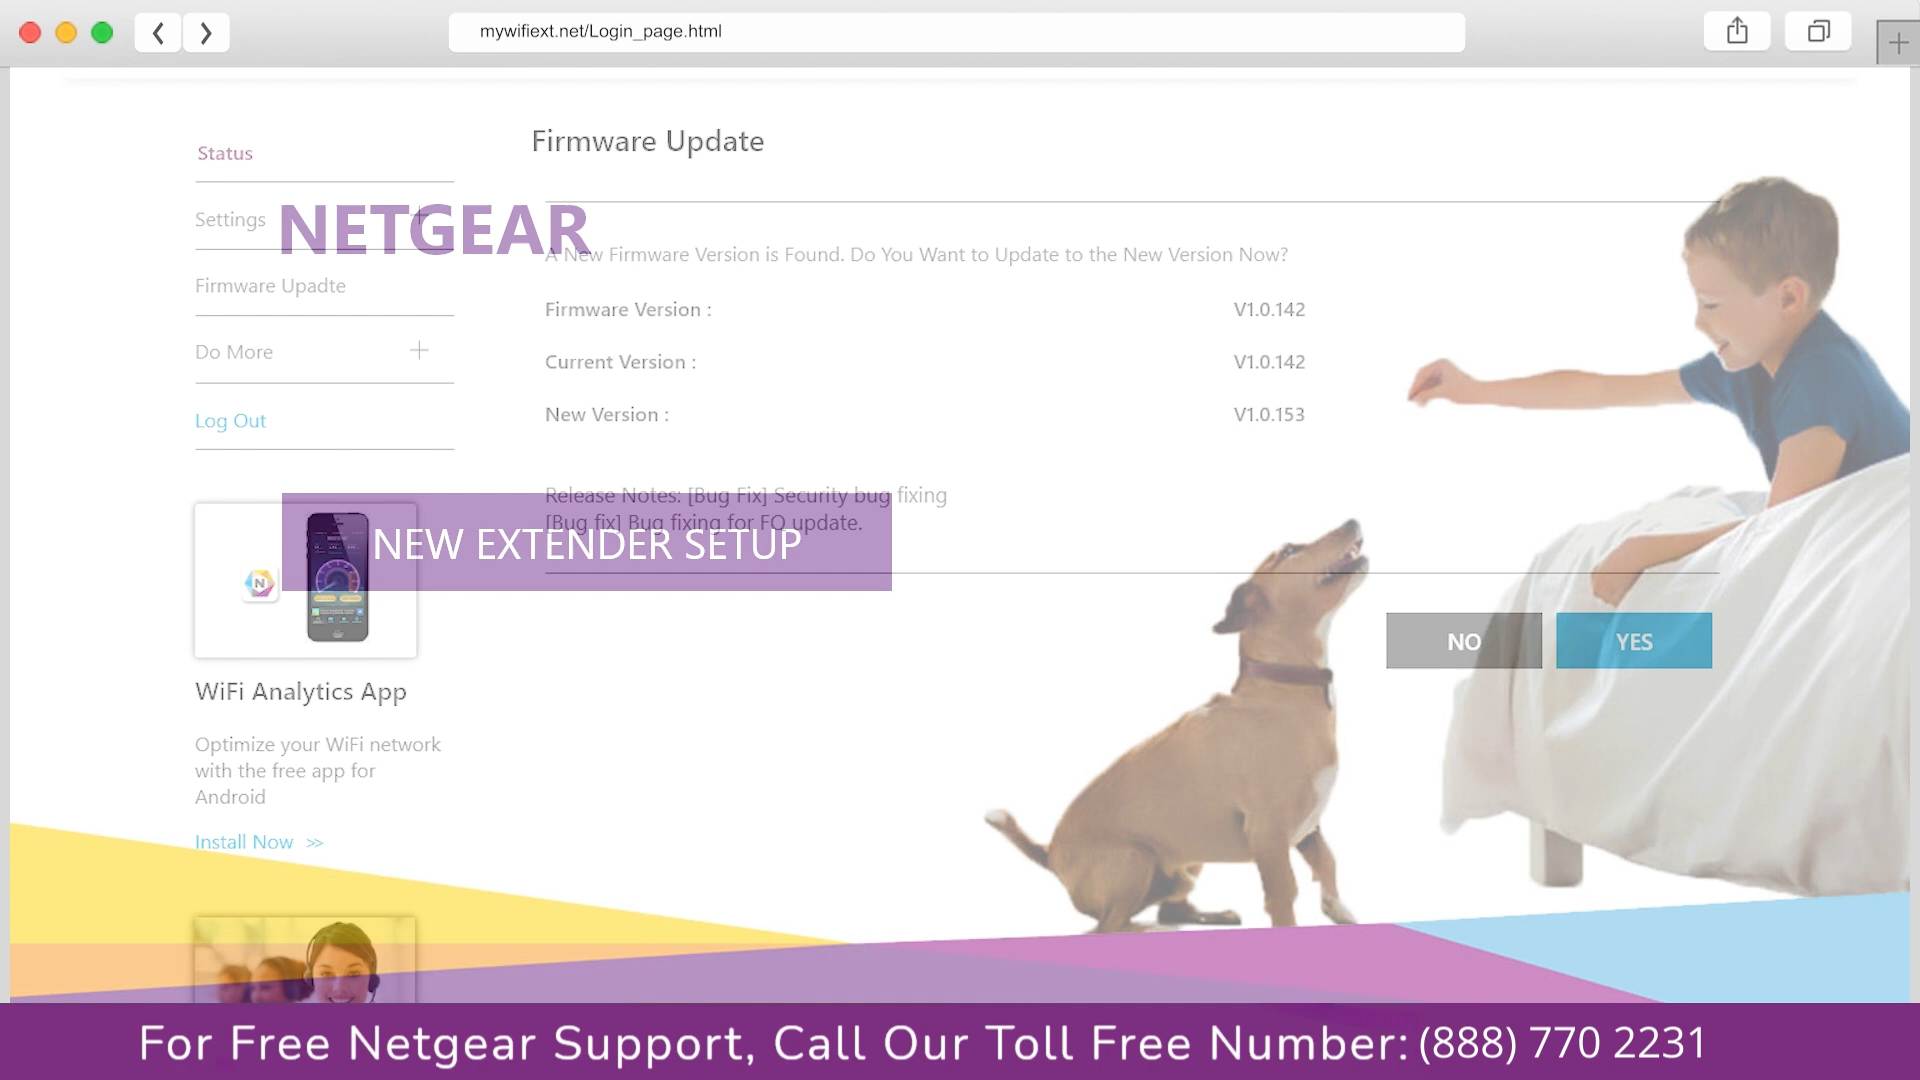 mywifiext.net/Login_page.html
Status
Settings
Firmware Upadte
Do More
Log Out
NETGEAR
Firmware Update
A New Firmware Version is Found. Do You Want to Update to the New Version Now?
Firmware Version : V1.0.142
Current Version : V1.0.142
New Version : V1.0.153
Release Notes: [Bug Fix] Security bug fixing
[Bug fix] Bug fixing for FO update.
NEW EXTENDER SETUP
N
NO
YES
WiFi Analytics App
Optimize your WiFi network
with the free app for
Android
Install Now >>
For Free Netgear Support, Call Our Toll Free Number: (888) 770 2231